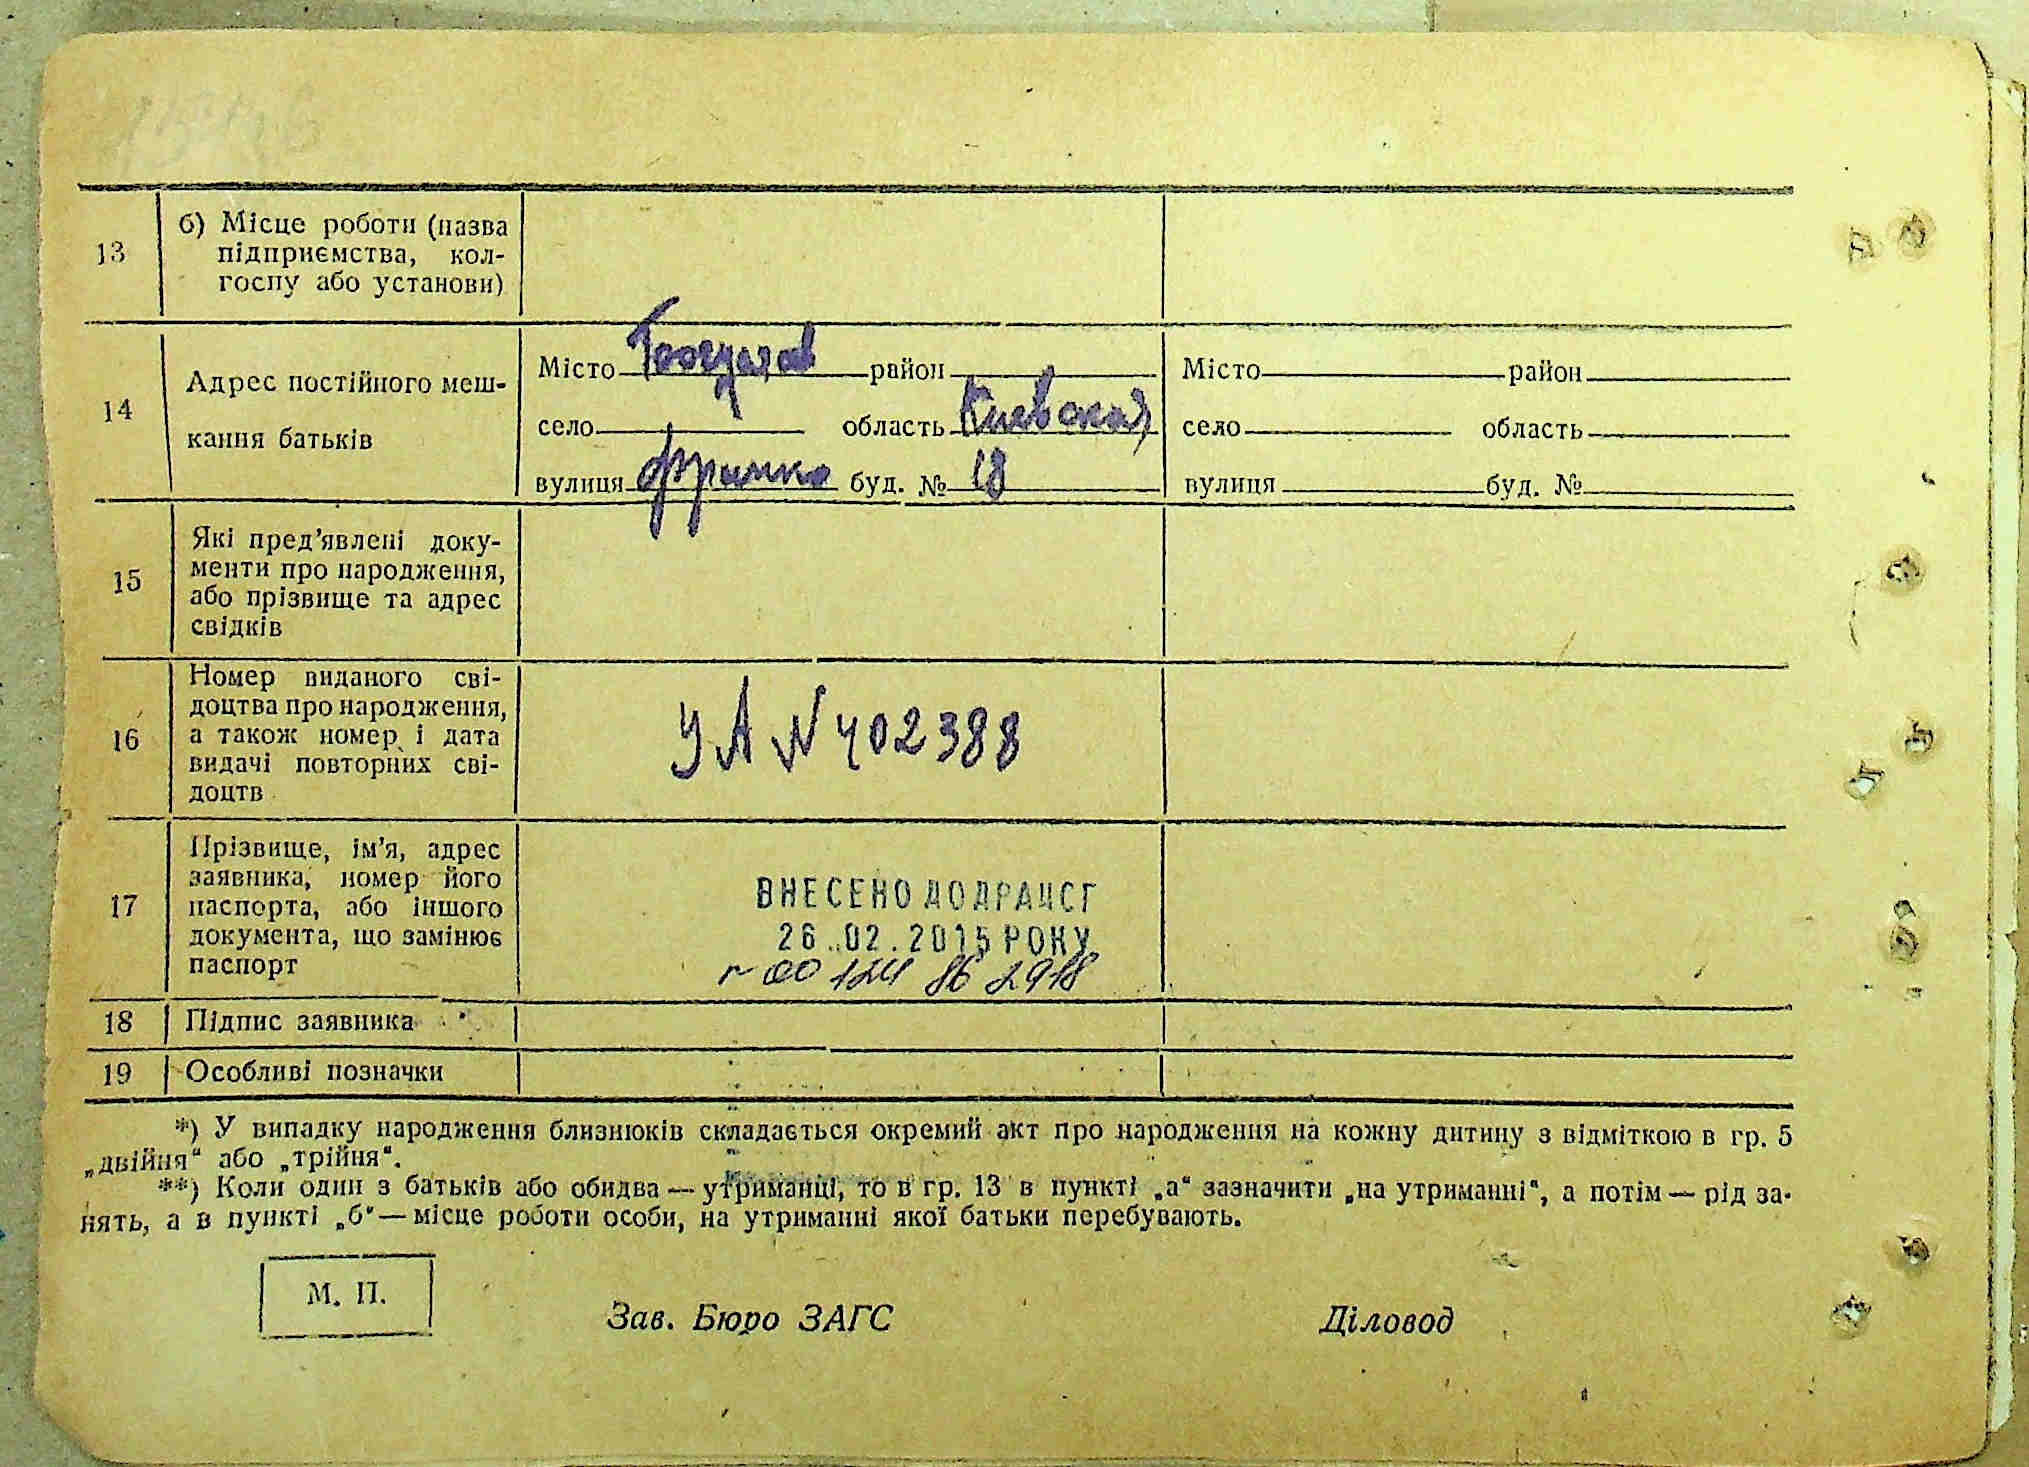 13
б) Місце роботи (назва
підприємства, кол-
госпу або установи)
14
Адрес постійного меш-
кання батьків
Місто Богуслав район
село область Киевская
вулиця Франко буд. № 18
Місто район
село область
вулиця буд. №
15
Які пред'явлені доку-
менти про народження,
або прізвище та адрес
свідків
16
Номер виданого сві-
доцтва про народження,
а також номер і дата
видачі повторних сві-
доцтв
УА N 402388
17
Прізвище, ім'я, адрес
заявника, номер його
паспорта, або іншого
документа, що замінює
паспорт
ВНЕСЕНО ДО ДРАЦСГ
26.02.2015 РОКУ
N 00 124 86 2918
18 Підпис заявника
19 Особливі позначки
*) У випадку народження близнюків складається окремий акт про народження на кожну дитину з відміткою в гр. 5
„двійня“ або „трійня“.
**) Коли один з батьків або обидва — утриманці, то в гр. 13 в пункті „а“ зазначити „на утриманні“, а потім — рід за-
нять, а в пункті „б“ — місце роботи особи, на утриманні якої батьки перебувають.
М. П.
Зав. Бюро ЗАГС
Діловод